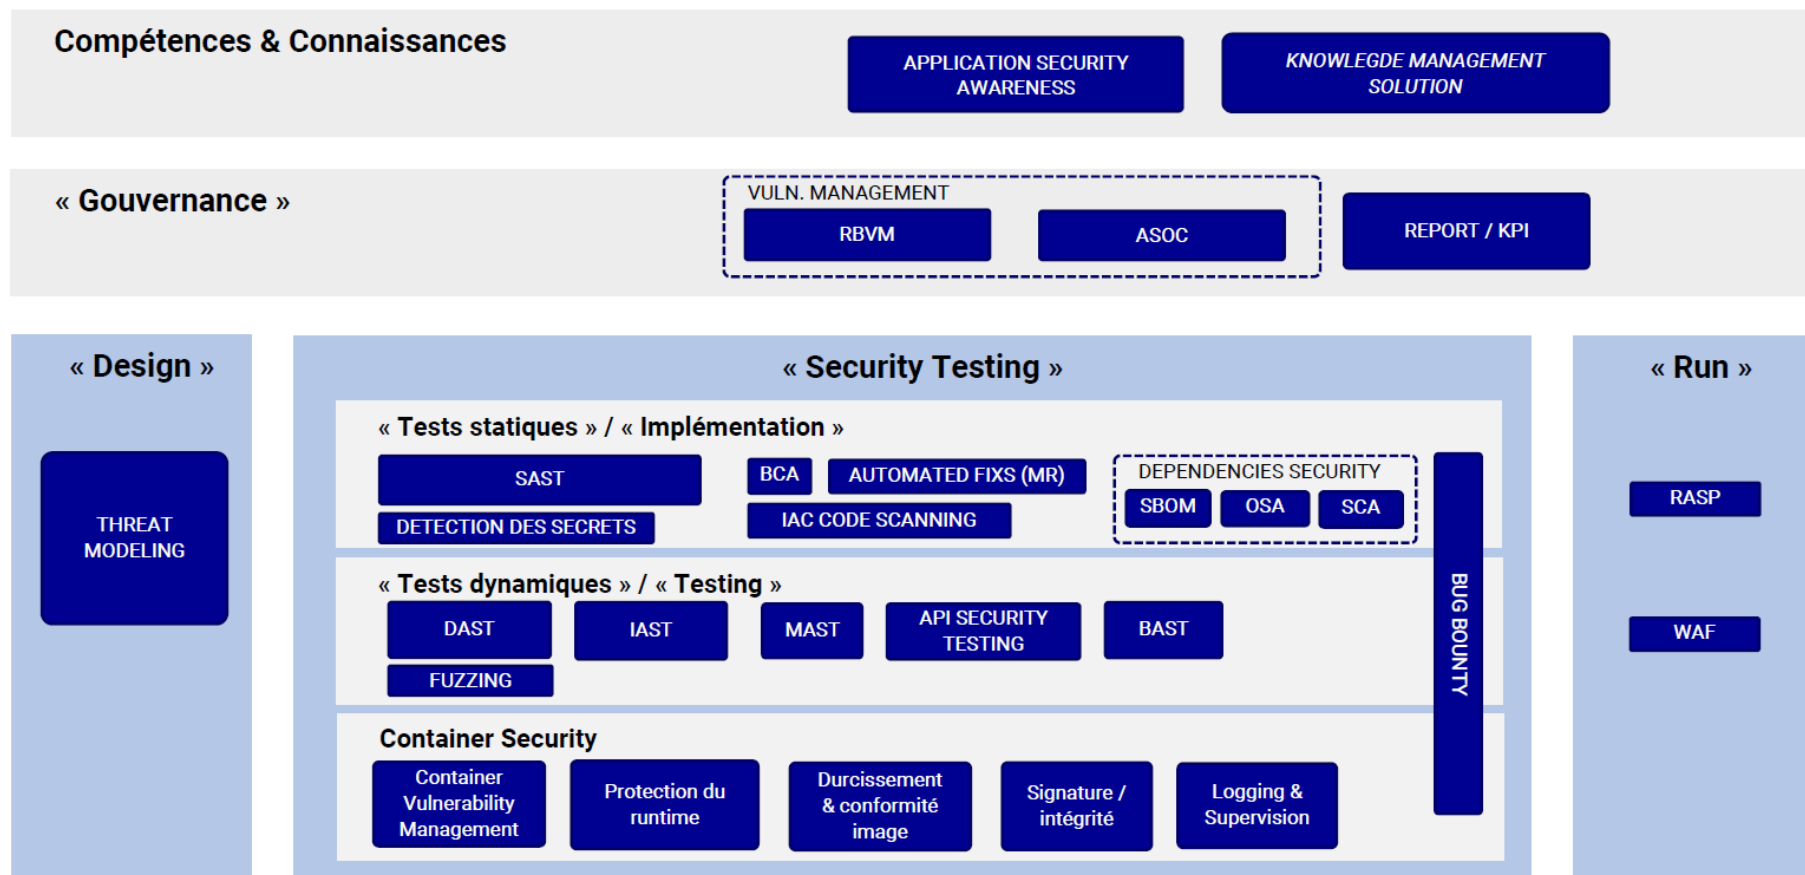 Compétences & Connaissances
APPLICATION SECURITY
AWARENESS
KNOWLEGDE MANAGEMENT
SOLUTION
« Gouvernance »
VULN. MANAGEMENT
RBVM
ASOC
REPORT / KPI
« Design »
THREAT
MODELING
« Security Testing »
« Tests statiques » / « Implémentation »
SAST
DETECTION DES SECRETS
BCA
AUTOMATED FIXS (MR)
IAC CODE SCANNING
DEPENDENCIES SECURITY
SBOM
OSA
SCA
« Tests dynamiques » / « Testing »
DAST
IAST
MAST
API SECURITY
TESTING
BAST
FUZZING
Container Security
Container
Vulnerability
Management
Protection du
runtime
Durcissement
& conformité
image
Signature /
intégrité
Logging &
Supervision
BUG BOUNTY
« Run »
RASP
WAF